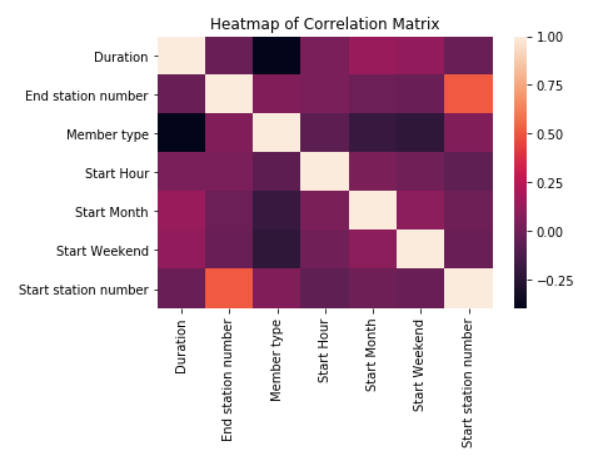 Heatmap of Correlation Matrix
Duration
End station number
Member type
Start Hour
Start Month
Start Weekend
Start station number
Duration
End station number
Member type
Start Hour
Start Month
Start Weekend
Start station number
1.00
0.75
0.50
0.25
0.00
−0.25